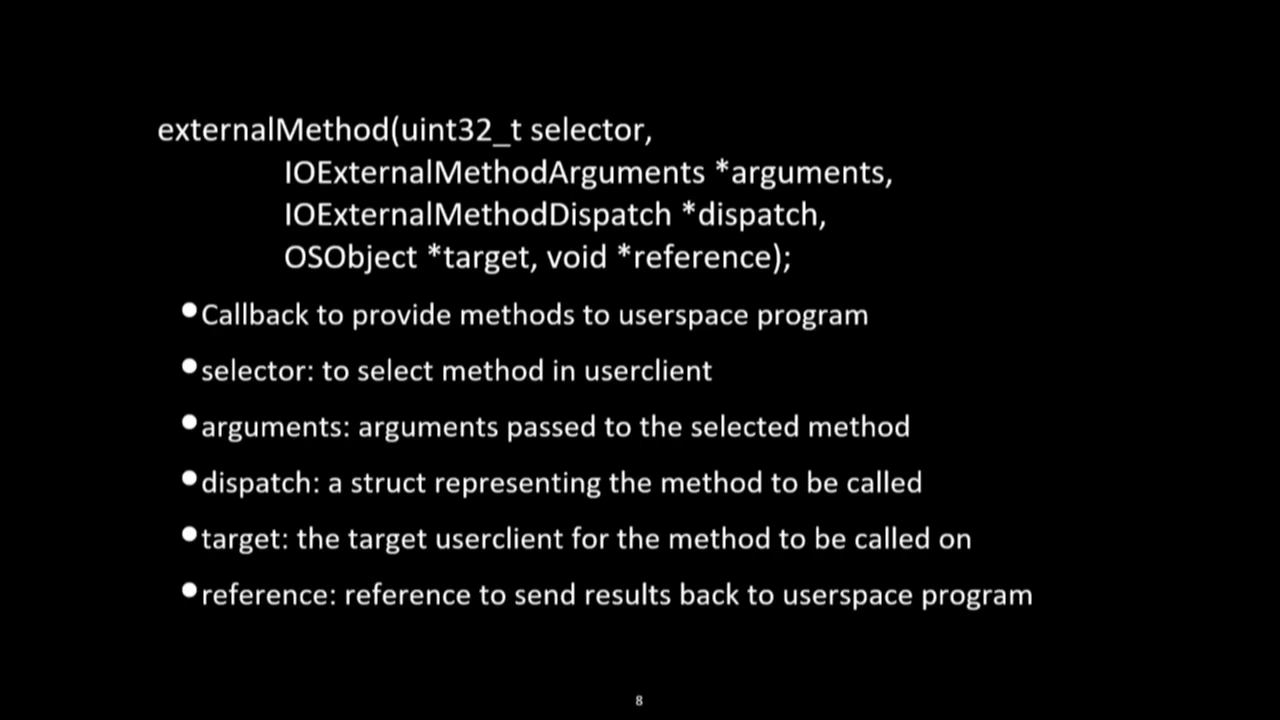 externalMethod(uint32_t selector,
IOExternalMethodArguments *arguments,
IOExternalMethodDispatch *dispatch,
OSObject *target, void *reference);
•Callback to provide methods to userspace program
•selector: to select method in userclient
•arguments: arguments passed to the selected method
•dispatch: a struct representing the method to be called
•target: the target userclient for the method to be called on
•reference: reference to send results back to userspace program
8